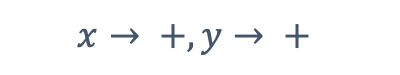 x → +, y → +